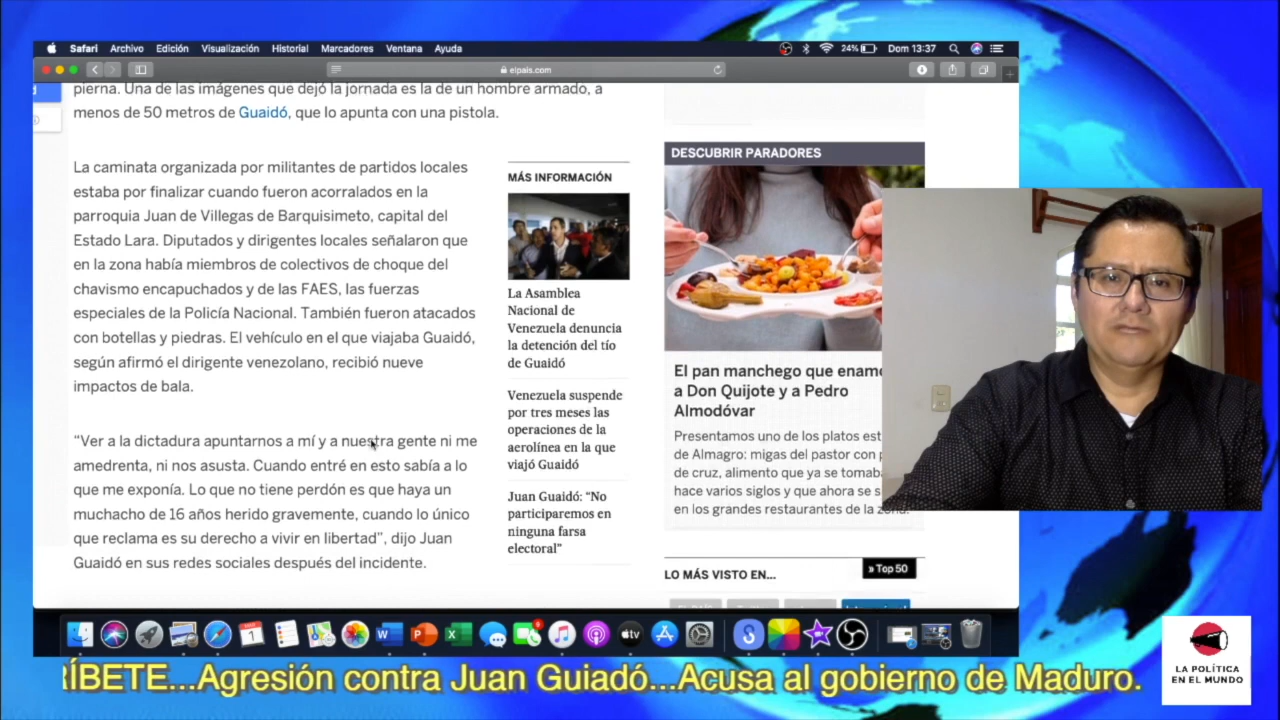 Safari Archivo Edición Visualización Historial Marcadores Ventana Ayuda
24% Dom 13:37
elpais.com
pierna. Una de las imágenes que dejó la jornada es la de un hombre armado, a
menos de 50 metros de Guaidó, que lo apunta con una pistola.
La caminata organizada por militantes de partidos locales
estaba por finalizar cuando fueron acorralados en la
parroquia Juan de Villegas de Barquisimeto, capital del
Estado Lara. Diputados y dirigentes locales señalaron que
en la zona había miembros de colectivos de choque del
chavismo encapuchados y de las FAES, las fuerzas
especiales de la Policía Nacional. También fueron atacados
con botellas y piedras. El vehículo en el que viajaba Guaidó,
según afirmó el dirigente venezolano, recibió nueve
impactos de bala.
“Ver a la dictadura apuntarnos a mí y a nuestra gente ni me
amedrenta, ni nos asusta. Cuando entré en esto sabía a lo
que me exponía. Lo que no tiene perdón es que haya un
muchacho de 16 años herido gravemente, cuando lo único
que reclama es su derecho a vivir en libertad”, dijo Juan
Guaidó en sus redes sociales después del incidente.
MÁS INFORMACIÓN
La Asamblea
Nacional de
Venezuela denuncia
la detención del tío
de Guaidó
Venezuela suspende
por tres meses las
operaciones de la
aerolínea en la que
viajó Guaidó
Juan Guaidó: “No
participaremos en
ninguna farsa
electoral”
DESCUBRIR PARADORES
El pan manchego que enam
a Don Quijote y a Pedro
Almodóvar
Presentamos uno de los platos est
de Almagro: migas del pastor con p
de cruz, alimento que ya se tomab
hace varios siglos y que ahora se s
en los grandes restaurantes de la zona.
LO MÁS VISTO EN...
» Top 50
RÍBETE...Agresión contra Juan Guiadó...Acusa al gobierno de Maduro.
LA POLÍTICA
EN EL MUNDO